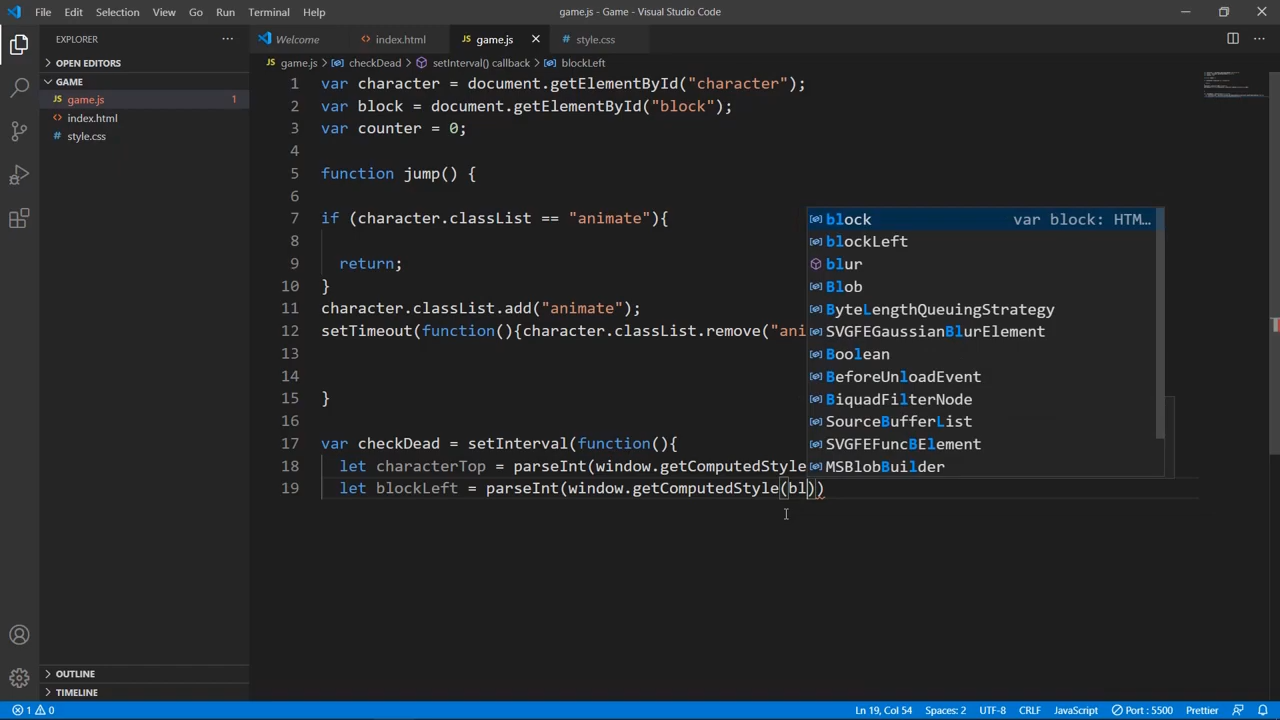 File Edit Selection View Go Run Terminal Help
game.js - Game - Visual Studio Code
EXPLORER
Welcome
index.html
game.js
style.css
OPEN EDITORS
game.js > checkDead > setInterval() callback > blockLeft
GAME
game.js 1
index.html
style.css
1 var character = document.getElementById("character");
2 var block = document.getElementById("block");
3 var counter = 0;
4
5 function jump() {
6
7 if (character.classList == "animate"){
8
9 return;
10 }
11 character.classList.add("animate");
12 setTimeout(function(){character.classList.remove("ani
13
14
15 }
16
17 var checkDead = setInterval(function(){
18 let characterTop = parseInt(window.getComputedStyle
19 let blockLeft = parseInt(window.getComputedStyle(bl))
block var block: HTM…
blockLeft
blur
Blob
ByteLengthQueuingStrategy
SVGFEGaussianBlurElement
Boolean
BeforeUnloadEvent
BiquadFilterNode
SourceBufferList
SVGFEFuncBElement
MSBlobBuilder
OUTLINE
TIMELINE
1 0
Ln 19, Col 54 Spaces: 2 UTF-8 CRLF JavaScript Port : 5500 Prettier